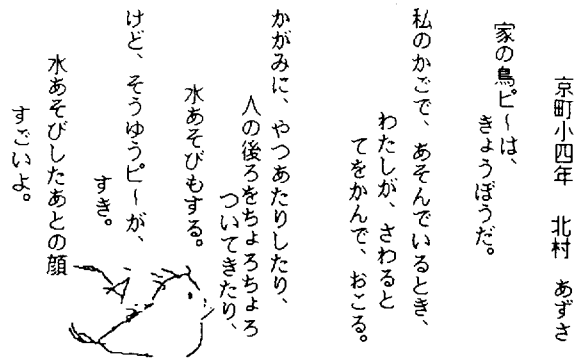 京町小四年　北村　あずさ
家の鳥ピ～は、
きょうぼうだ。
私のかごで、あそんでいるとき、
わたしが、さわると
てをかんで、おこる。
かがみに、やつあたりしたり、
人の後ろをちょろちょろ
ついてきたり、
水あそびもする。
けど、そうゆうピ～が、
すき。
水あそびしたあとの顔
すごいよ。